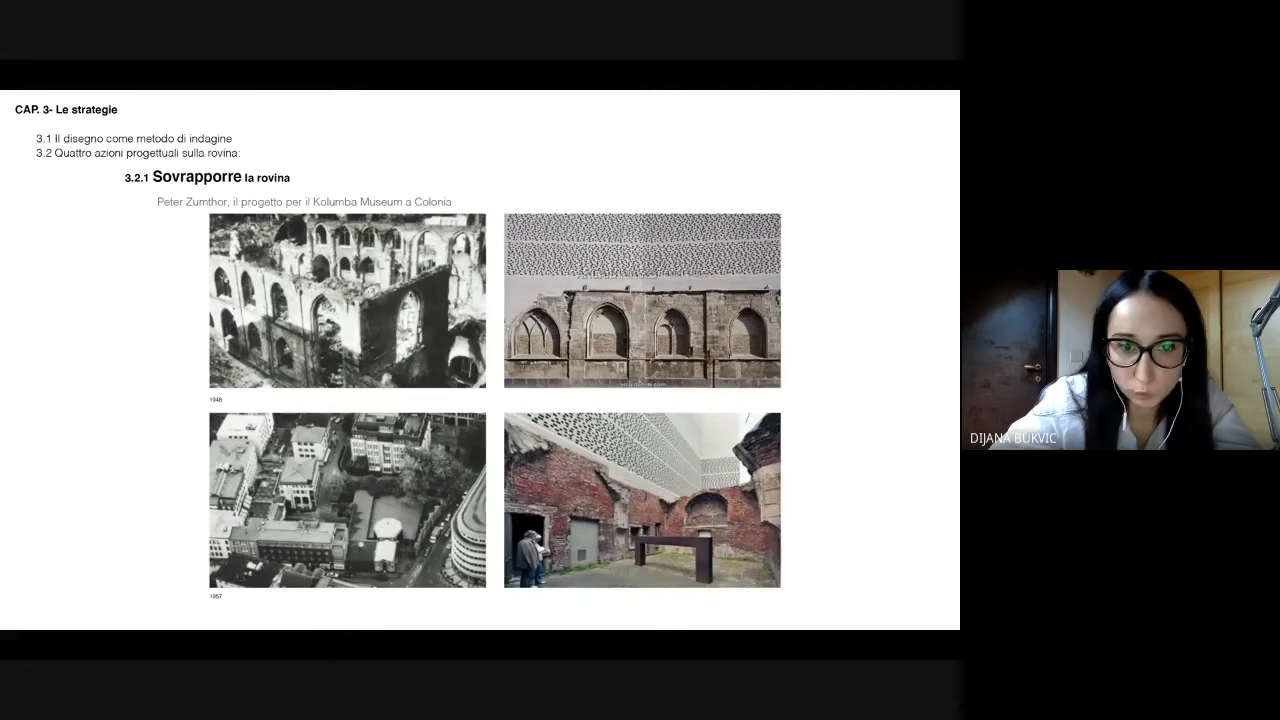 CAP. 3- Le strategie
3.1 Il disegno come metodo di indagine
3.2 Quattro azioni progettuali sulla rovina:
3.2.1 Sovrapporre la rovina
Peter Zumthor, il progetto per il Kolumba Museum a Colonia
1948
1957
DIJANA BUKVIC